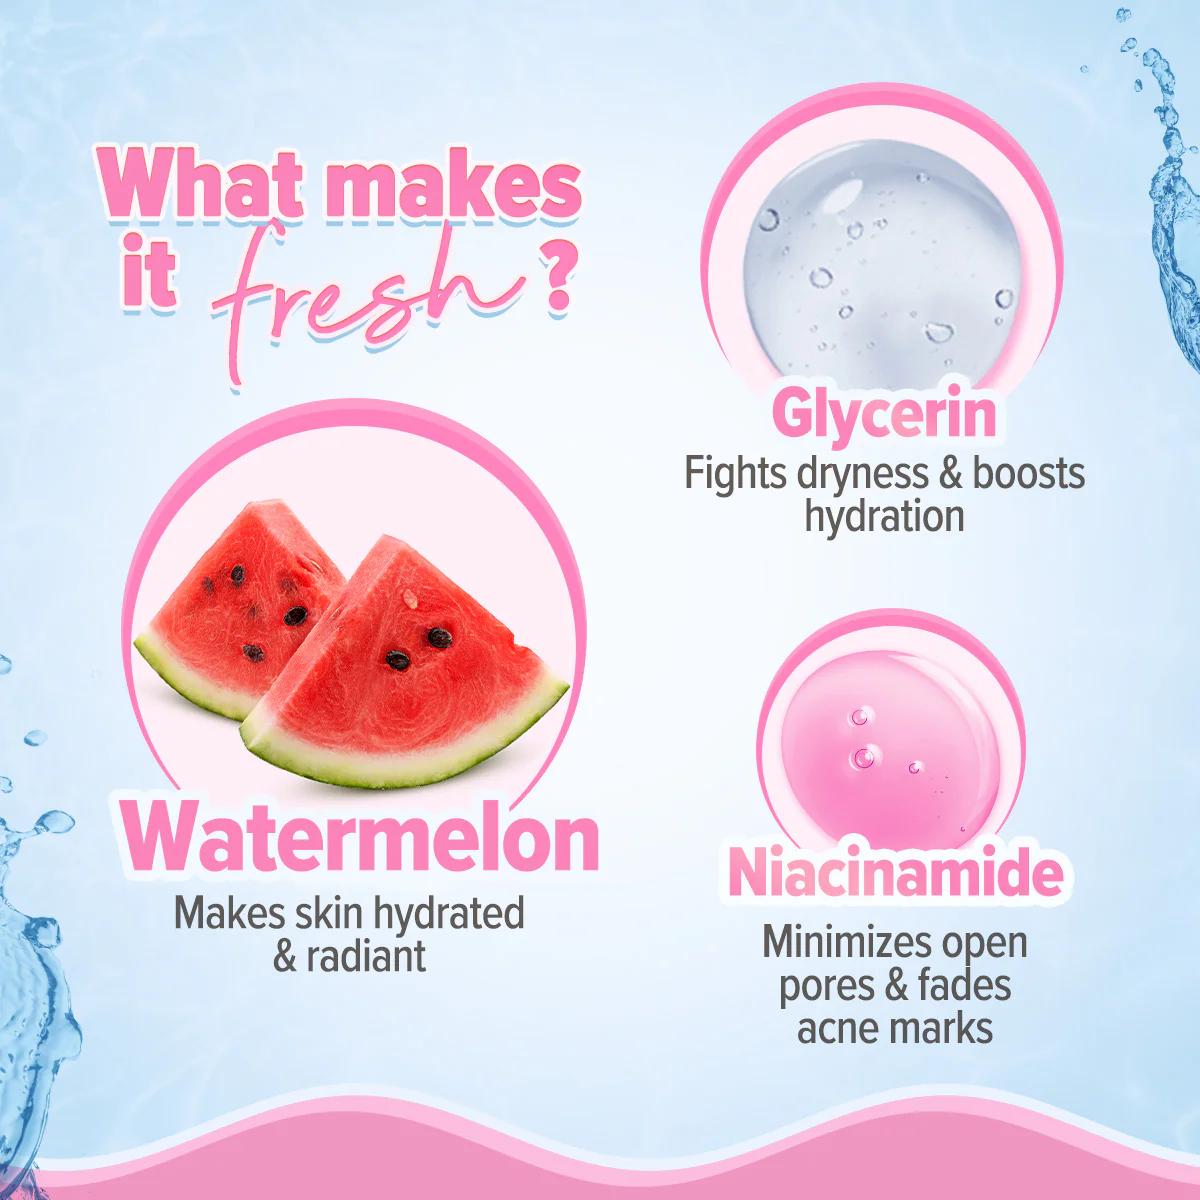 What makes
it fresh?
Glycerin
Fights dryness & boosts
hydration
Watermelon
Makes skin hydrated
& radiant
Niacinamide
Minimizes open
pores & fades
acne marks